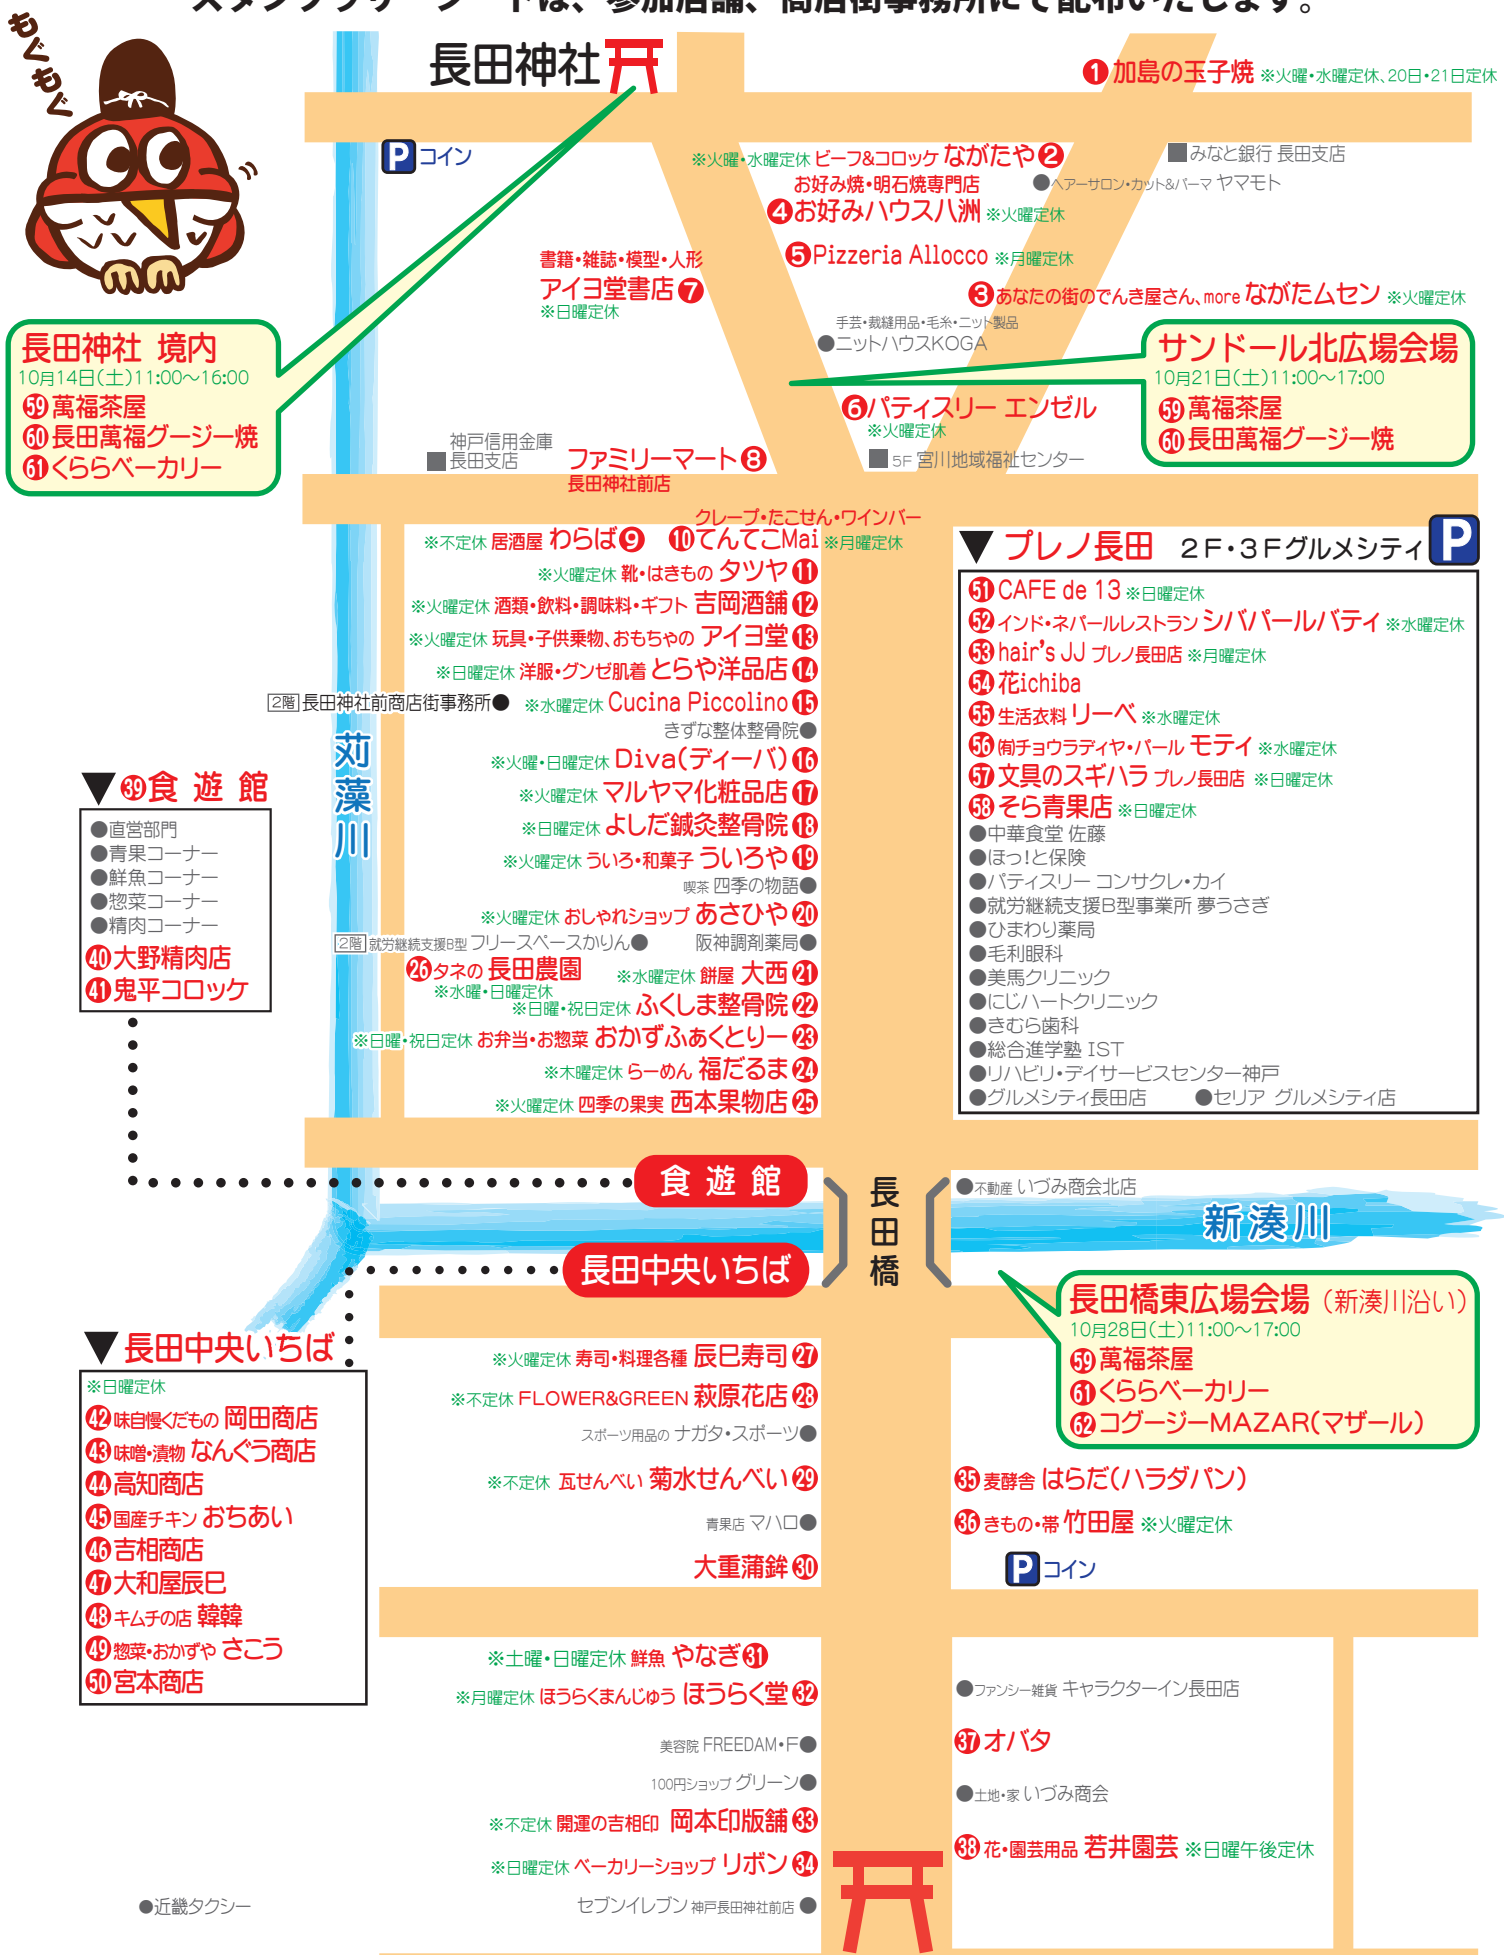 スタンプラリーシートは、参加店舗、商店街事務所にて配布いたします。
もぐもぐ
長田神社
❶加島の玉子焼 ※火曜・水曜定休、20日・21日定休
Pコイン
※火曜・水曜定休 ビーフ&コロッケ ながたや❷
■みなと銀行 長田支店
●ヘアーサロン・カット&パーマ ヤマモト
お好み焼・明石焼専門店
❹お好みハウス八洲 ※火曜定休
❺Pizzeria Allocco ※月曜定休
書籍・雑誌・模型・人形
アイヨ堂書店❼
※日曜定休
❸あなたの街のでんき屋さん、more ながたムセン ※火曜定休
手芸・裁縫用品・毛糸・ニット製品
●ニットハウスKOGA
長田神社 境内
10月14日(土)11:00〜16:00
59萬福茶屋
60長田萬福グージー焼
61くららベーカリー
サンドール北広場会場
10月21日(土)11:00〜17:00
59萬福茶屋
60長田萬福グージー焼
❻パティスリー エンゼル
※火曜定休
神戸信用金庫
■長田支店
ファミリーマート❽
長田神社前店
■5F 宮川地域福祉センター
クレープ・たこせん・ワインバー
※不定休 居酒屋 わらば❾ ❿てんてこMai ※月曜定休
※火曜定休 靴・はきもの タツヤ⓫
※火曜定休 酒類・飲料・調味料・ギフト 吉岡酒舗⓬
※火曜定休 玩具・子供乗物、おもちゃの アイヨ堂⓭
※日曜定休 洋服・グンゼ肌着 とらや洋品店⓮
2階 長田神社前商店街事務所● ※水曜定休 Cucina Piccolino⓯
きずな整体整骨院●
※火曜・日曜定休 Diva(ディーバ)⓰
※火曜定休 マルヤマ化粧品店⓱
※日曜定休 よしだ鍼灸整骨院⓲
※火曜定休 ういろ・和菓子 ういろや⓳
喫茶 四季の物語●
※火曜定休 おしゃれショップ あさひや⓴
2階 就労継続支援B型 フリースペースかりん● 阪神調剤薬局●
26タネの 長田農園 ※水曜定休 餅屋 大西21
※水曜・日曜定休
※日曜・祝日定休 ふくしま整骨院22
※日曜・祝日定休 お弁当・お惣菜 おかずふぁくとりー23
※木曜定休 らーめん 福だるま24
※火曜定休 四季の果実 西本果物店25
▼プレノ長田 2F・3Fグルメシティ P
51CAFE de 13 ※日曜定休
52インド・ネパールレストラン シバパールバティ ※水曜定休
53hair's JJ プレノ長田店 ※月曜定休
54花ichiba
55生活衣料 リーベ ※水曜定休
56㈲チョウラディヤ・パール モティ ※水曜定休
57文具のスギハラ プレノ長田店 ※日曜定休
58そら青果店 ※日曜定休
●中華食堂 佐藤
●ほっ!と保険
●パティスリー コンサクレ・カイ
●就労継続支援B型事業所 夢うさぎ
●ひまわり薬局
●毛利眼科
●美馬クリニック
●にじハートクリニック
●きむら歯科
●総合進学塾 IST
●リハビリ・デイサービスセンター神戸
●グルメシティ長田店 ●セリア グルメシティ店
苅藻川
▼39食遊館
●直営部門
●青果コーナー
●鮮魚コーナー
●惣菜コーナー
●精肉コーナー
40大野精肉店
41鬼平コロッケ
食遊館
長田橋
●不動産 いづみ商会北店
新湊川
長田中央いちば
長田橋東広場会場(新湊川沿い)
10月28日(土)11:00〜17:00
59萬福茶屋
61くららベーカリー
62コグージーMAZAR(マザール)
▼長田中央いちば
※日曜定休
42味自慢くだもの 岡田商店
43味噌・漬物 なんぐう商店
44高知商店
45国産チキン おちあい
46吉相商店
47大和屋辰巳
48キムチの店 韓韓
49惣菜・おかずや さこう
50宮本商店
※火曜定休 寿司・料理各種 辰巳寿司27
※不定休 FLOWER&GREEN 萩原花店28
スポーツ用品の ナガタ・スポーツ●
※不定休 瓦せんべい 菊水せんべい29
青果店 マハロ●
大重蒲鉾30
35麦酵舎 はらだ(ハラダパン)
36きもの・帯 竹田屋 ※火曜定休
Pコイン
※土曜・日曜定休 鮮魚 やなぎ31
※月曜定休 ほうらくまんじゅう ほうらく堂32
美容院 FREEDAM・F●
100円ショップ グリーン●
※不定休 開運の吉相印 岡本印版舗33
※日曜定休 ベーカリーショップ リボン34
セブンイレブン 神戸長田神社前店●
●ファンシー雑貨 キャラクターイン長田店
37オバタ
●土地・家 いづみ商会
38花・園芸用品 若井園芸 ※日曜午後定休
●近畿タクシー